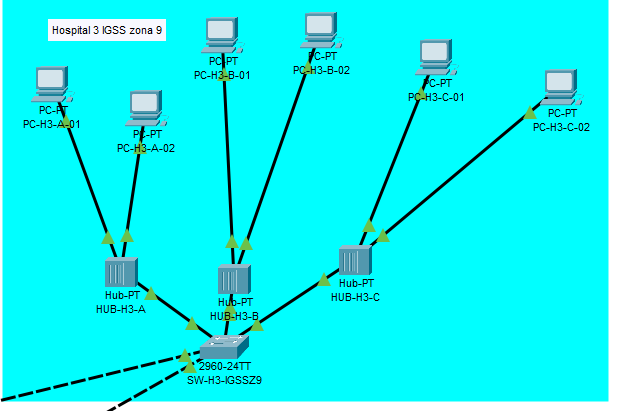 Hospital 3 IGSS zona 9
PC-PT
PC-H3-A-01
PC-PT
PC-H3-A-02
PC-PT
PC-H3-B-01
PC-PT
PC-H3-B-02
PC-PT
PC-H3-C-01
PC-PT
PC-H3-C-02
Hub-PT
HUB-H3-A
Hub-PT
HUB-H3-B
Hub-PT
HUB-H3-C
2960-24TT
SW-H3-IGSSZ9